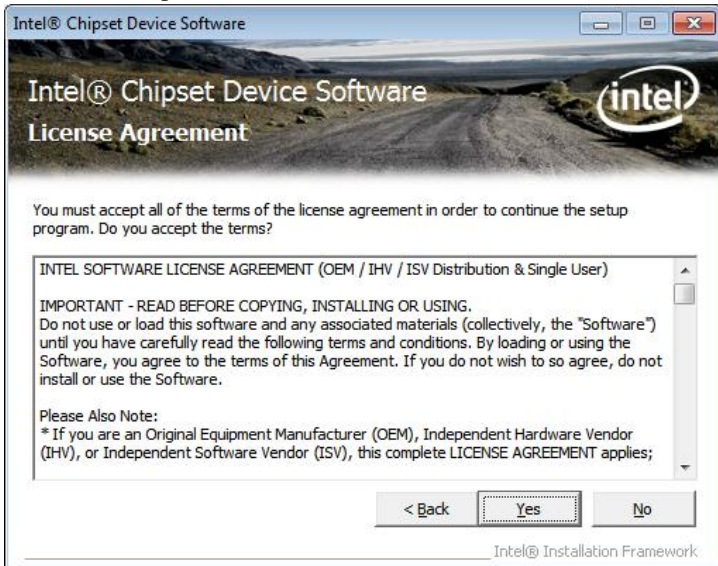 Intel® Chipset Device Software
Intel® Chipset Device Software
intel
License Agreement
You must accept all of the terms of the license agreement in order to continue the setup
program. Do you accept the terms?
INTEL SOFTWARE LICENSE AGREEMENT (OEM / IHV / ISV Distribution & Single User)
IMPORTANT - READ BEFORE COPYING, INSTALLING OR USING.
Do not use or load this software and any associated materials (collectively, the "Software")
until you have carefully read the following terms and conditions. By loading or using the
Software, you agree to the terms of this Agreement. If you do not wish to so agree, do not
install or use the Software.
Please Also Note:
* If you are an Original Equipment Manufacturer (OEM), Independent Hardware Vendor
(IHV), or Independent Software Vendor (ISV), this complete LICENSE AGREEMENT applies;
< Back Yes No
Intel® Installation Framework